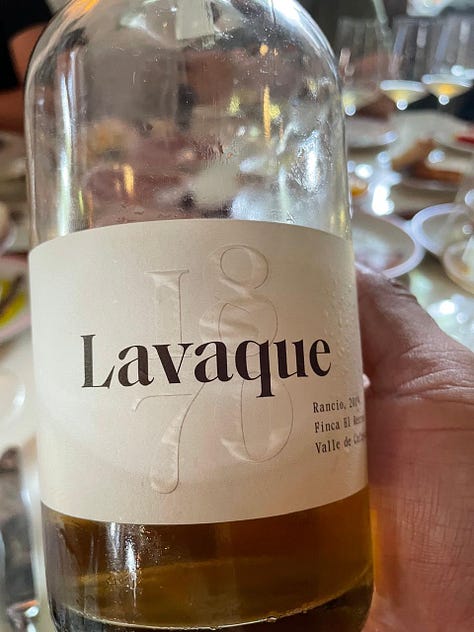 18
70
Lavaque
Rancio,
Finca El
Valle de